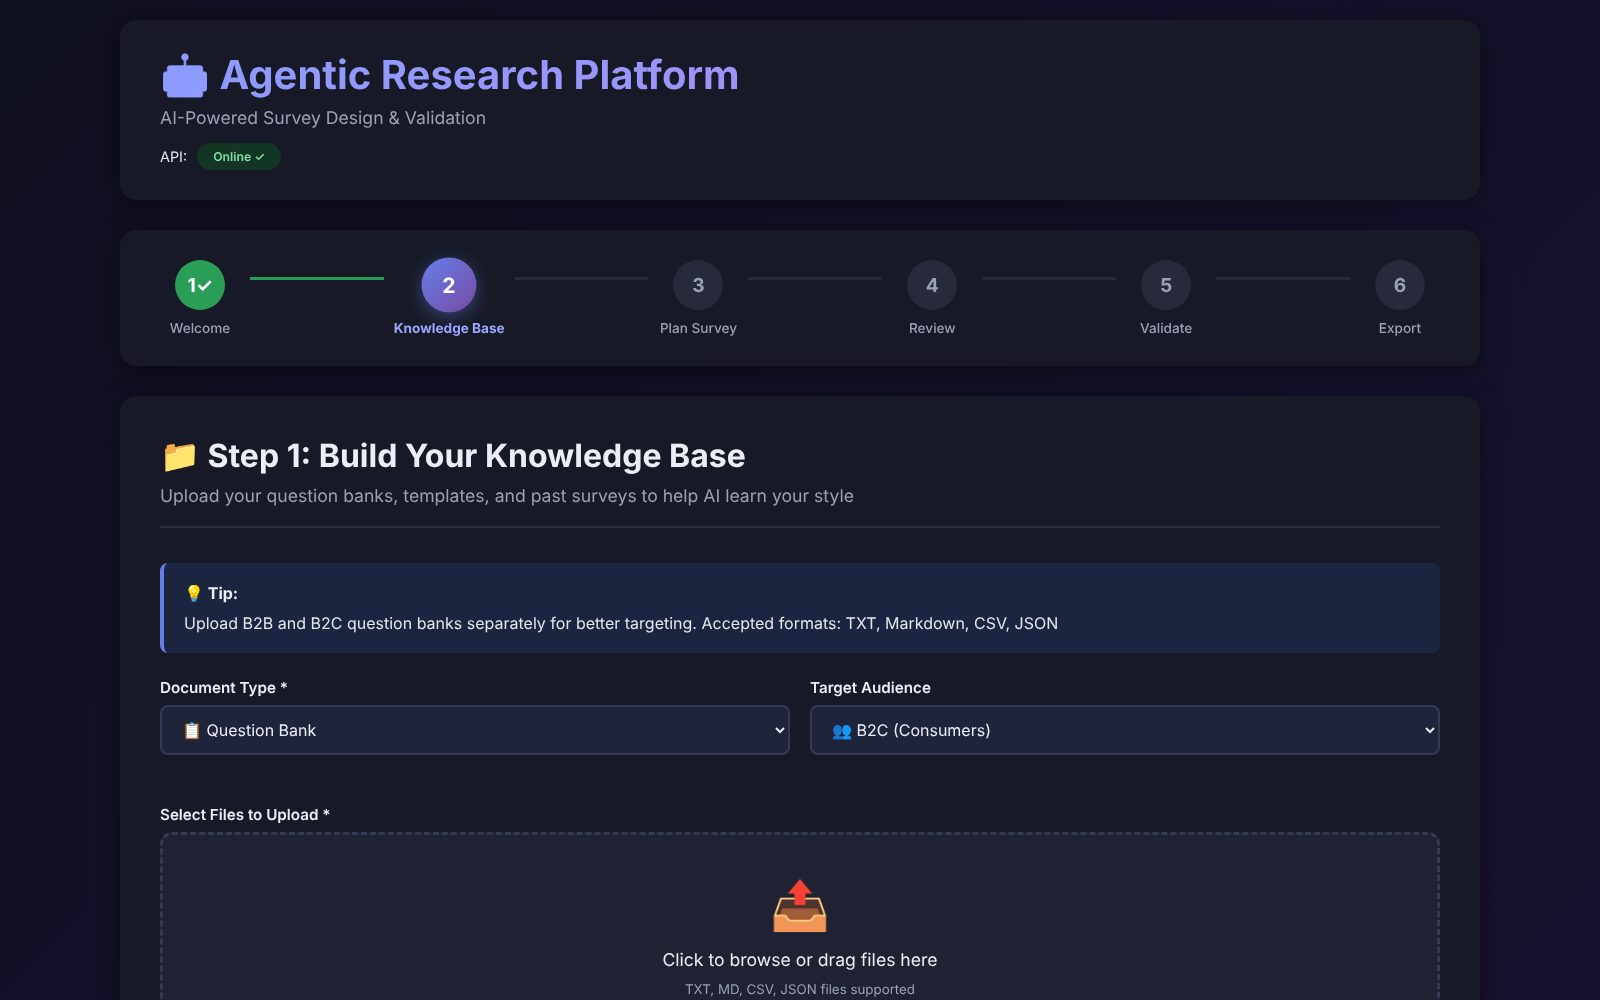 Agentic Research Platform
AI-Powered Survey Design & Validation
API: Online ✓
1✓ 2 3 4 5 6
Welcome Knowledge Base Plan Survey Review Validate Export
Step 1: Build Your Knowledge Base
Upload your question banks, templates, and past surveys to help AI learn your style
Tip:
Upload B2B and B2C question banks separately for better targeting. Accepted formats: TXT, Markdown, CSV, JSON
Document Type * Target Audience
Question Bank B2C (Consumers)
Select Files to Upload *
Click to browse or drag files here
TXT, MD, CSV, JSON files supported